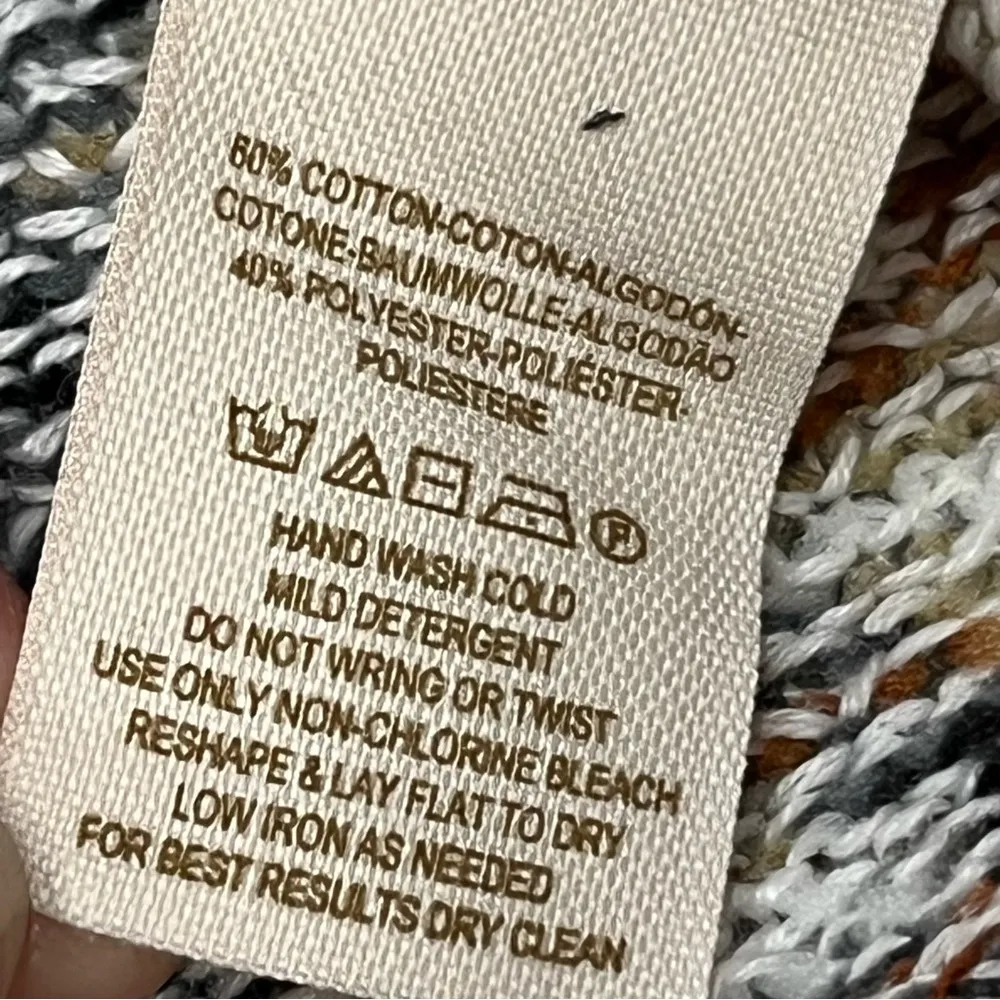 60% COTTON-COTON-ALGODÓN-
COTONE-BAUMWOLLE-ALGODÃO
40% POLYESTER-POLIÉSTER-
POLIESTERE
P
HAND WASH COLD
MILD DETERGENT
DO NOT WRING OR TWIST
USE ONLY NON-CHLORINE BLEACH
RESHAPE & LAY FLAT TO DRY
LOW IRON AS NEEDED
FOR BEST RESULTS DRY CLEAN